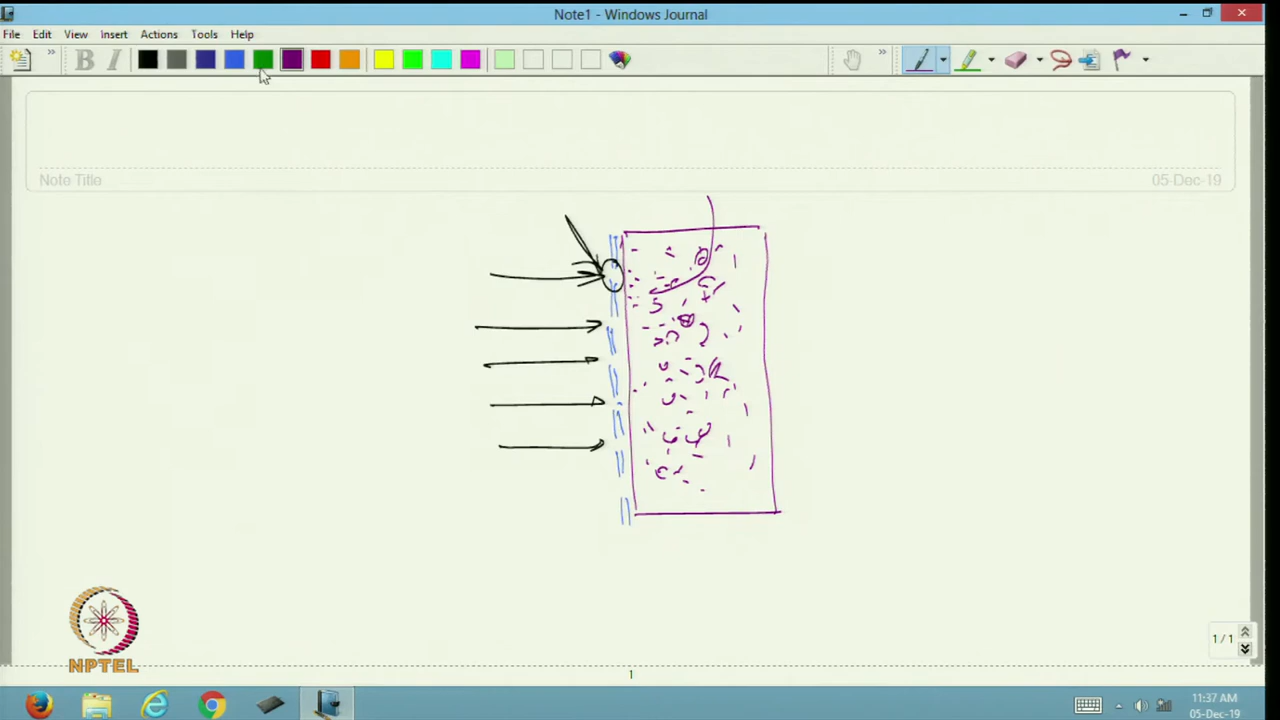 Note1 - Windows Journal
File Edit View Insert Actions Tools Help
B I
Note Title
05-Dec-19
NPTEL
1 / 1
1
11:37 AM
05-Dec-19